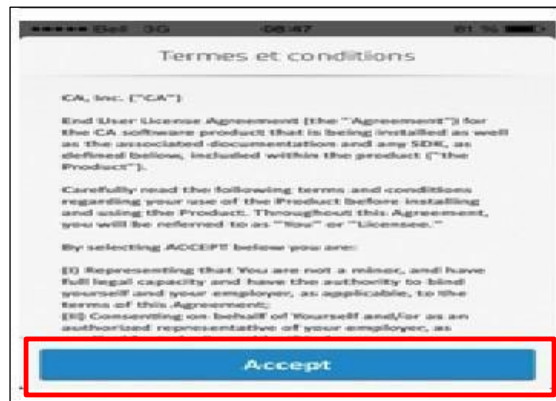 Bell 3G 08:47 81 %
Termes et conditions
CA, Inc. ("CA")
End User License Agreement (the "Agreement") for
the CA software product that is being installed as well
as the associated documentation and any SDK, as
defined below, included within the product ("the
Product").
Carefully read the following terms and conditions
regarding your use of the Product before installing
and using the Product. Throughout this Agreement,
you will be referred to as "You" or "Licensee."
By selecting ACCEPT below you are:
(I) Representing that You are not a minor, and have
full legal capacity and have the authority to bind
yourself and your employer, as applicable, to the
terms of this Agreement;
(II) Consenting on behalf of Yourself and/or as an
authorized representative of your employer, as
Accept